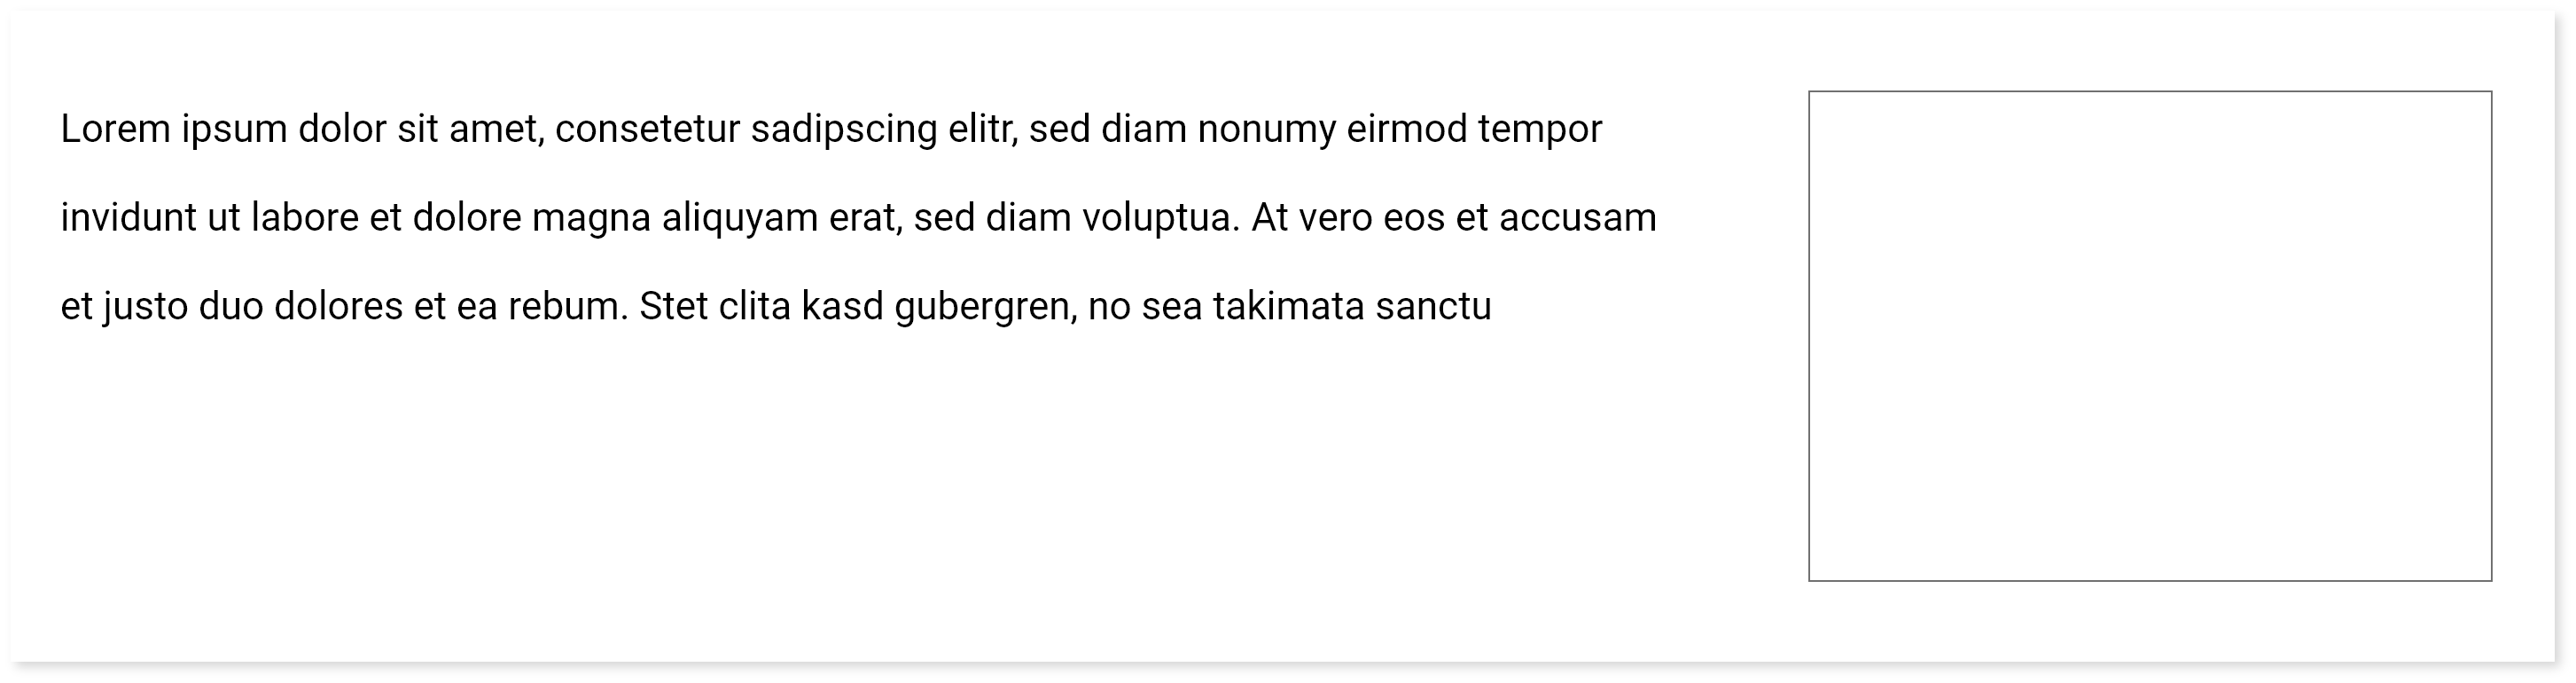 Lorem ipsum dolor sit amet, consetetur sadipscing elitr, sed diam nonumy eirmod tempor
invidunt ut labore et dolore magna aliquyam erat, sed diam voluptua. At vero eos et accusam
et justo duo dolores et ea rebum. Stet clita kasd gubergren, no sea takimata sanctu